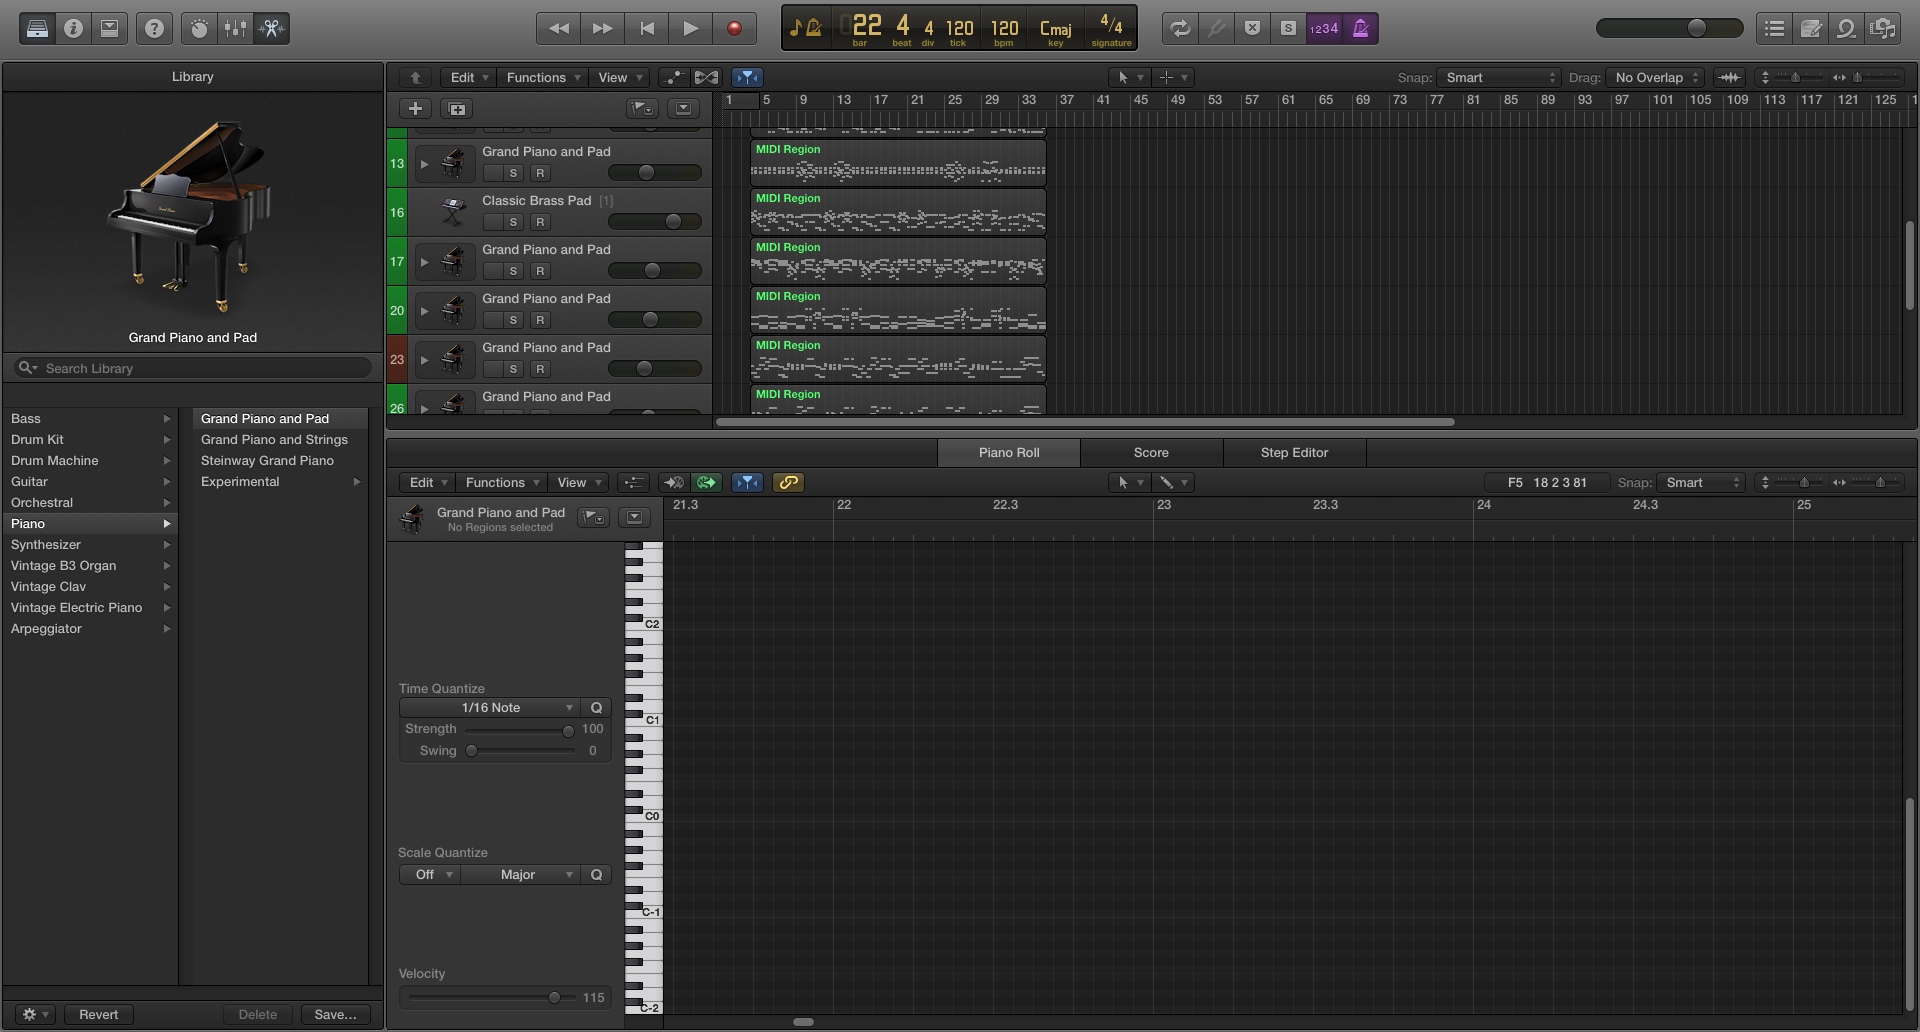 22 4 4 120 120 Cmaj 4/4
bar beat div tick bpm key signature
S 1234
Library
Edit Functions View Snap: Smart Drag: No Overlap
1 5 9 13 17 21 25 29 33 37 41 45 49 53 57 61 65 69 73 77 81 85 89 93 97 101 105 109 113 117 121 125
13 Grand Piano and Pad MIDI Region
S R
16 Classic Brass Pad [1] MIDI Region
S R
17 Grand Piano and Pad MIDI Region
S R
20 Grand Piano and Pad MIDI Region
S R
23 Grand Piano and Pad MIDI Region
S R
26 Grand Piano and Pad MIDI Region
Grand Piano and Pad
Search Library
Bass
Drum Kit
Drum Machine
Guitar
Orchestral
Piano
Synthesizer
Vintage B3 Organ
Vintage Clav
Vintage Electric Piano
Arpeggiator
Grand Piano and Pad
Grand Piano and Strings
Steinway Grand Piano
Experimental
Revert Delete Save...
Piano Roll Score Step Editor
Edit Functions View F5 18 2 3 81 Snap: Smart
21.3 22 22.3 23 23.3 24 24.3 25
Grand Piano and Pad
No Regions selected
Time Quantize
1/16 Note Q
Strength 100
Swing 0
Scale Quantize
Off Major Q
Velocity
115
C2
C1
C0
C-1
C-2